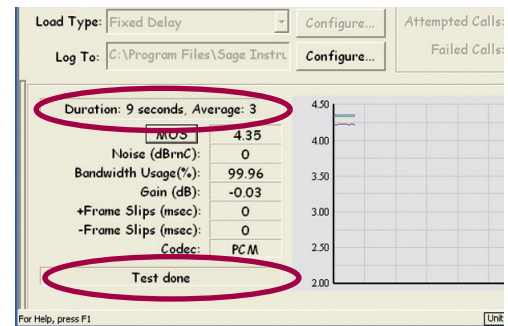 Load Type: Fixed Delay Configure... Attempted Calls:
Log To: C:\Program Files\Sage Instru Configure... Failed Calls:
Duration: 9 seconds, Average: 3
MOS 4.35
Noise (dBrnC): 0
Bandwidth Usage(%): 99.96
Gain (dB): -0.03
+Frame Slips (msec): 0
-Frame Slips (msec): 0
Codec: PCM
Test done
4.50
4.00
3.50
3.00
2.50
2.00
For Help, press F1
Unit